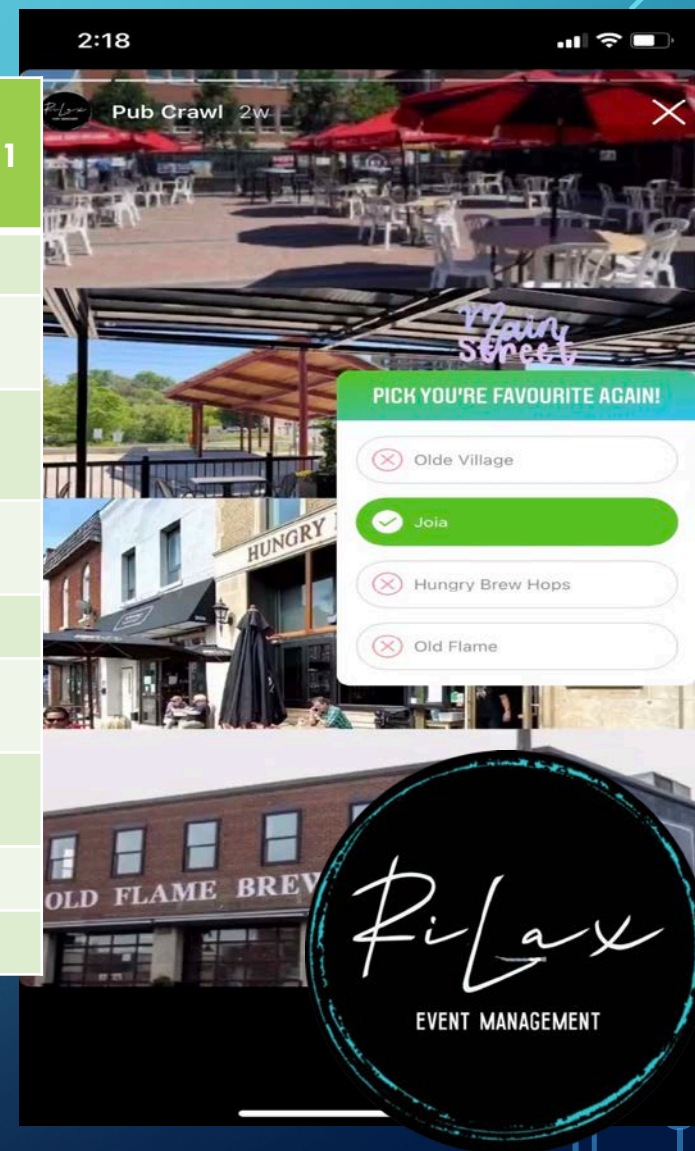 2:18
1
RiLax
Pub Crawl 2w
Main
Street
PICK YOU'RE FAVOURITE AGAIN!
Olde Village
Joia
Hungry Brew Hops
Old Flame
HUNGRY
OLD FLAME BREW
RiLax
EVENT MANAGEMENT